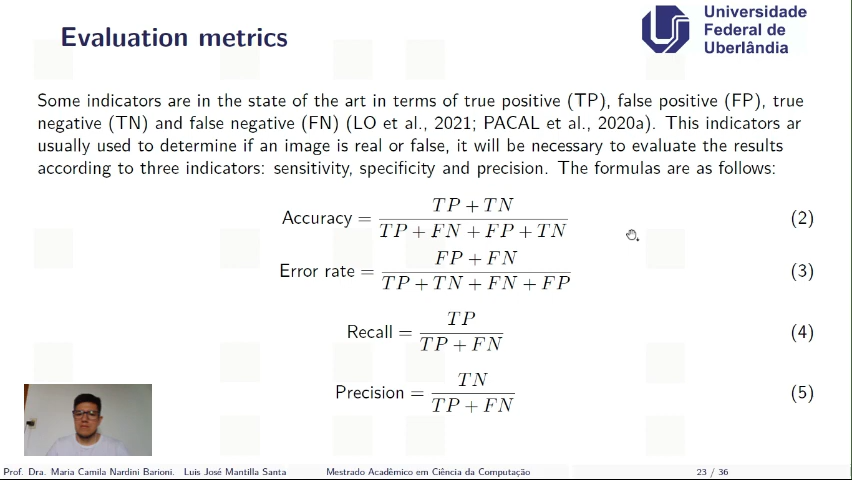 Evaluation metrics
Universidade
Federal de
Uberlândia
Some indicators are in the state of the art in terms of true positive (TP), false positive (FP), true
negative (TN) and false negative (FN) (LO et al., 2021; PACAL et al., 2020a). This indicators ar
usually used to determine if an image is real or false, it will be necessary to evaluate the results
according to three indicators: sensitivity, specificity and precision. The formulas are as follows:
Accuracy = TP + TN / TP + FN + FP + TN (2)
Error rate = FP + FN / TP + TN + FN + FP (3)
Recall = TP / TP + FN (4)
Precision = TN / TP + FN (5)
Prof. Dra. Maria Camila Nardini Barioni. Luis José Mantilla Santa Mestrado Acadêmico em Ciência da Computação 23 / 36